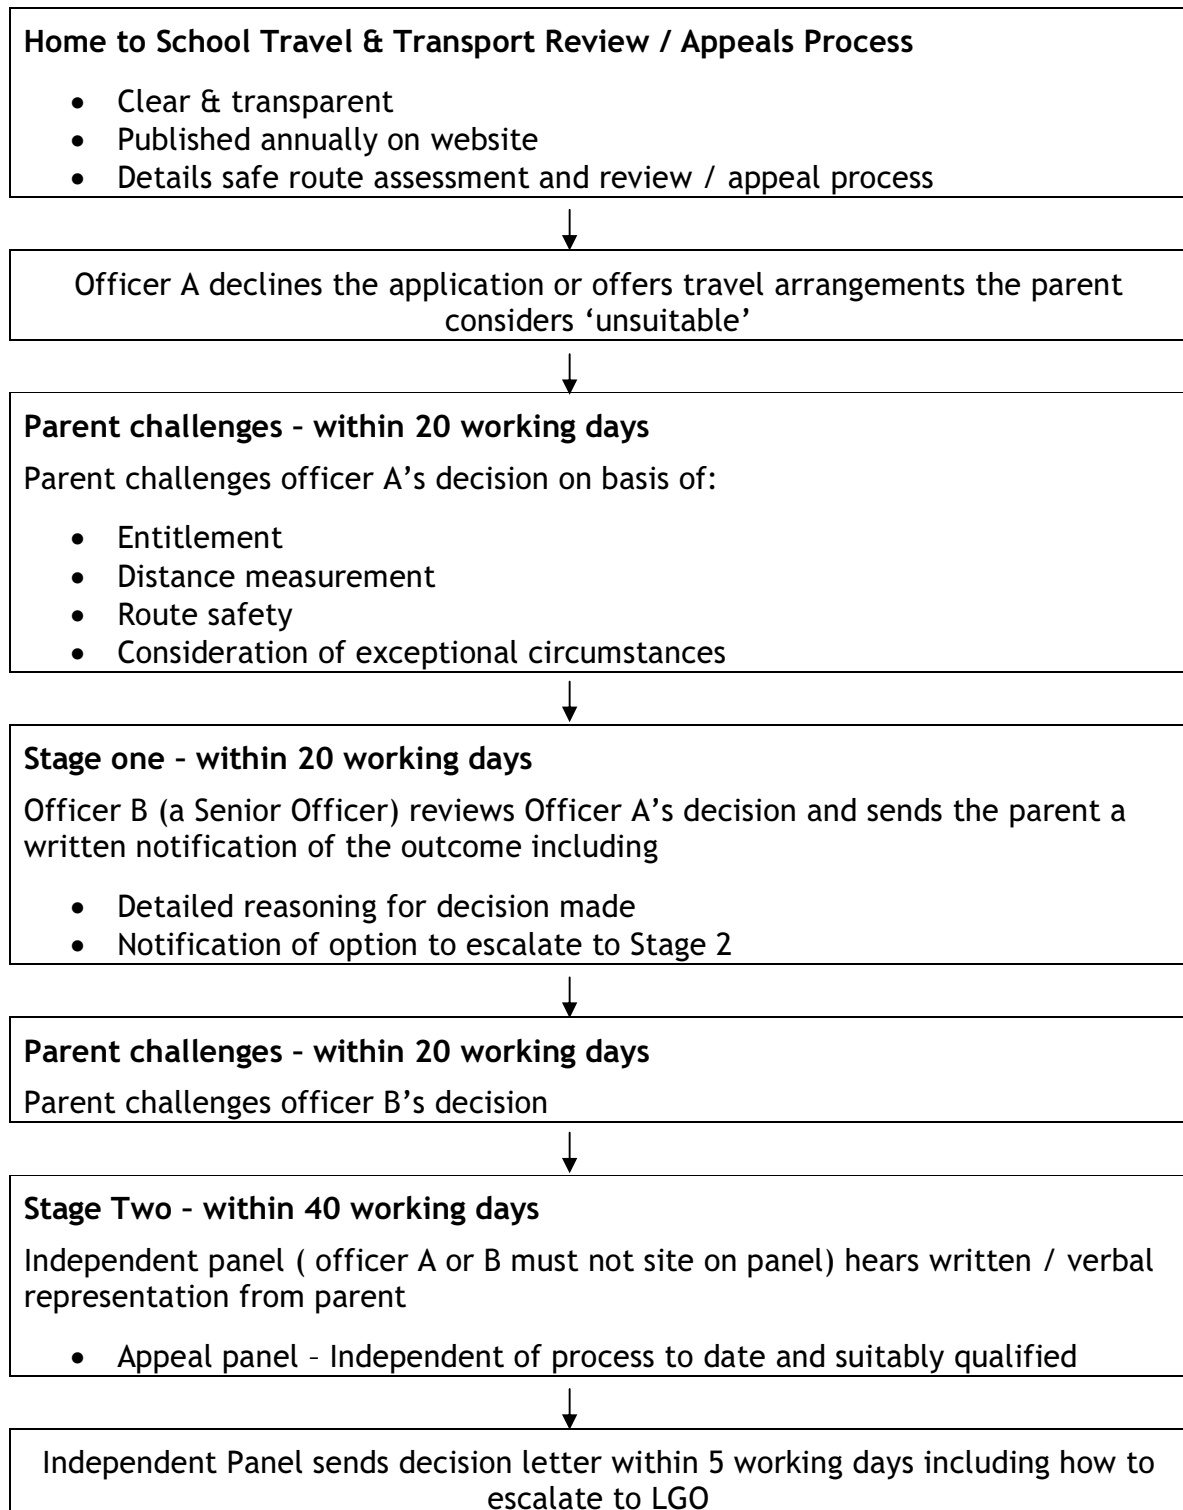 Home to School Travel & Transport Review / Appeals Process
• Clear & transparent
• Published annually on website
• Details safe route assessment and review / appeal process
Officer A declines the application or offers travel arrangements the parent
considers ‘unsuitable’
Parent challenges – within 20 working days
Parent challenges officer A’s decision on basis of:
• Entitlement
• Distance measurement
• Route safety
• Consideration of exceptional circumstances
Stage one – within 20 working days
Officer B (a Senior Officer) reviews Officer A’s decision and sends the parent a
written notification of the outcome including
• Detailed reasoning for decision made
• Notification of option to escalate to Stage 2
Parent challenges – within 20 working days
Parent challenges officer B’s decision
Stage Two – within 40 working days
Independent panel ( officer A or B must not site on panel) hears written / verbal
representation from parent
• Appeal panel – Independent of process to date and suitably qualified
Independent Panel sends decision letter within 5 working days including how to
escalate to LGO